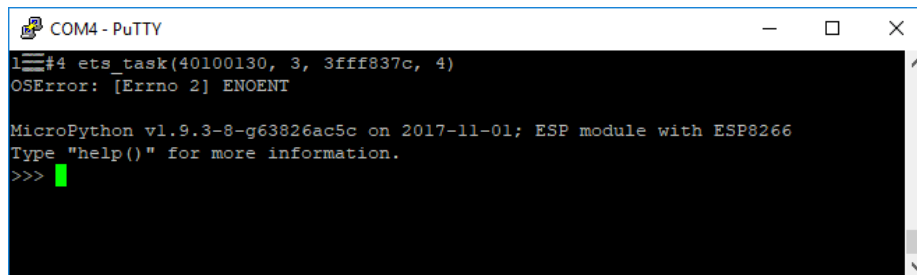 COM4 - PuTTY
#4 ets_task(40100130, 3, 3fff837c, 4)
OSError: [Errno 2] ENOENT
MicroPython v1.9.3-8-g63826ac5c on 2017-11-01; ESP module with ESP8266
Type "help()" for more information.
>>>